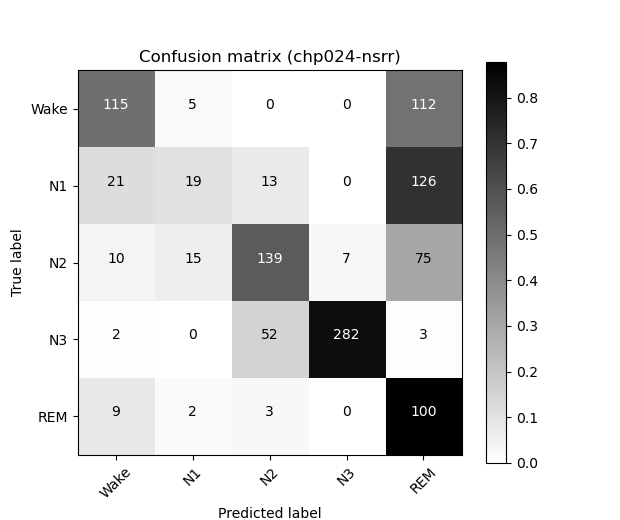 Confusion matrix (chp024-nsrr)
True label
Wake 115 5 0 0 112
N1 21 19 13 0 126
N2 10 15 139 7 75
N3 2 0 52 282 3
REM 9 2 3 0 100
Wake N1 N2 N3 REM
Predicted label
0.8
0.7
0.6
0.5
0.4
0.3
0.2
0.1
0.0